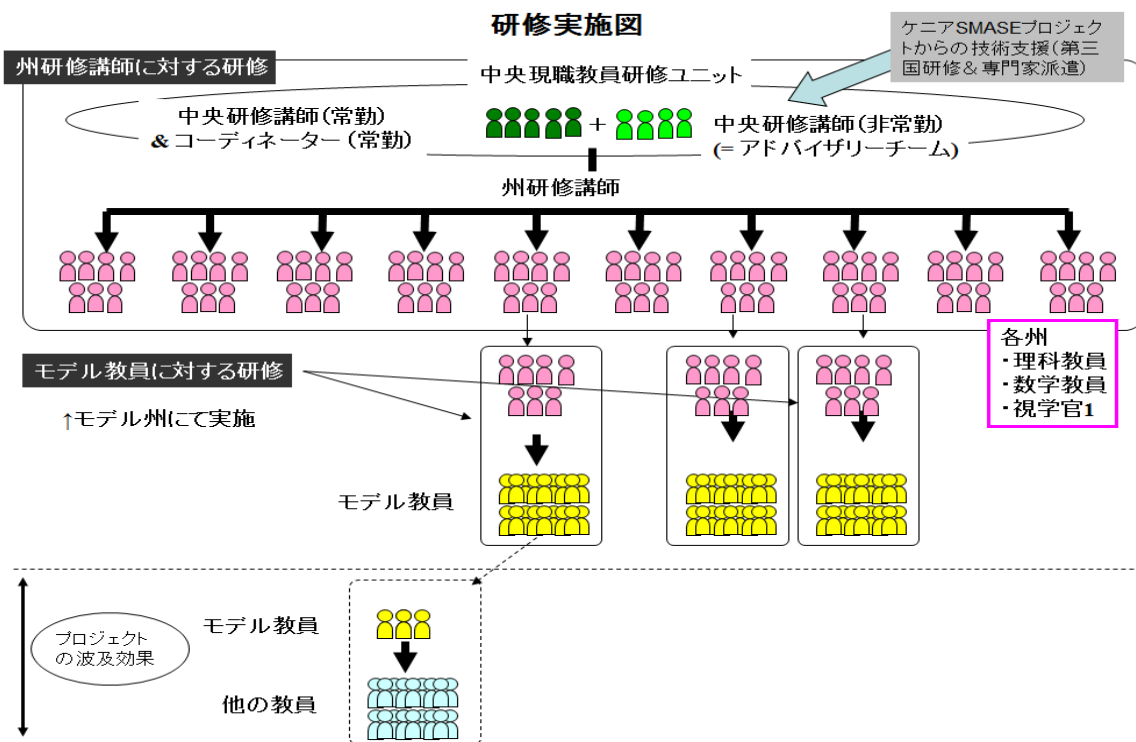 研修実施図
ケニアSMASEプロジェク
トからの技術支援(第三
国研修&専門家派遣)
州研修講師に対する研修
中央現職教員研修ユニット
中央研修講師(常勤)
& コーディネーター(常勤)
+
中央研修講師(非常勤)
(= アドバイザリーチーム)
州研修講師
各州
・理科教員
・数学教員
・視学官1
モデル教員に対する研修
↑モデル州にて実施
モデル教員
プロジェクト
の波及効果
モデル教員
他の教員